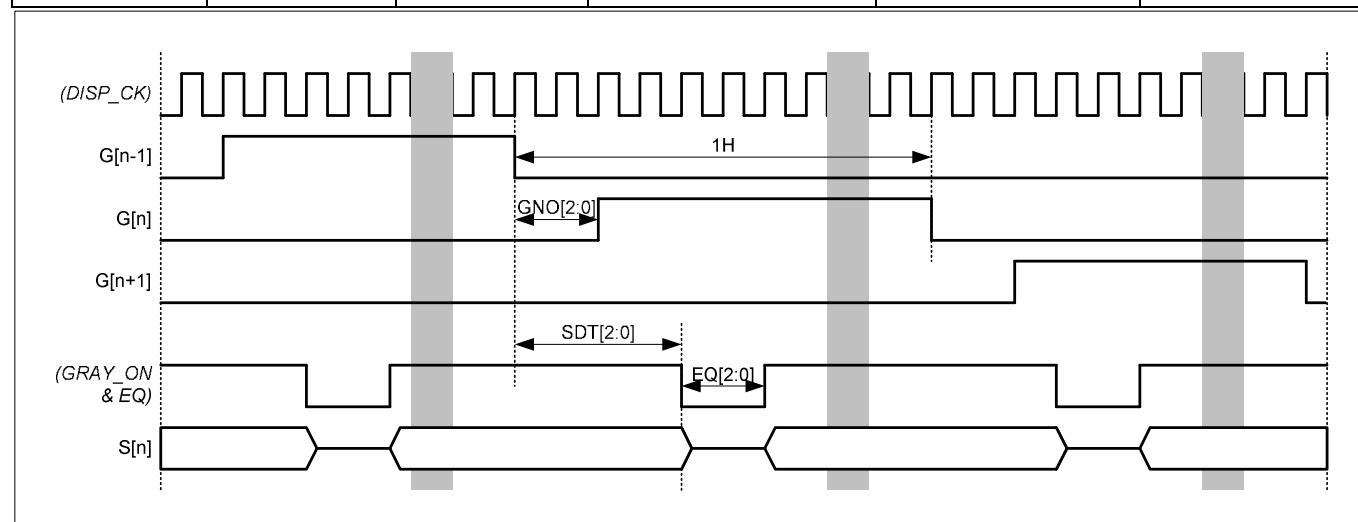 (DISP_CK)
G[n-1]
1H
GNO[2:0]
G[n]
G[n+1]
SDT[2:0]
(GRAY_ON
& EQ)
EQ[2:0]
S[n]